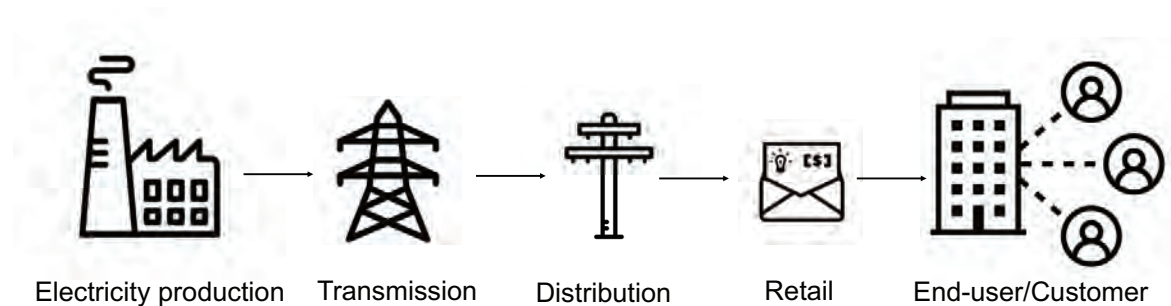 [$]
Electricity production
Transmission
Distribution
Retail
End-user/Customer